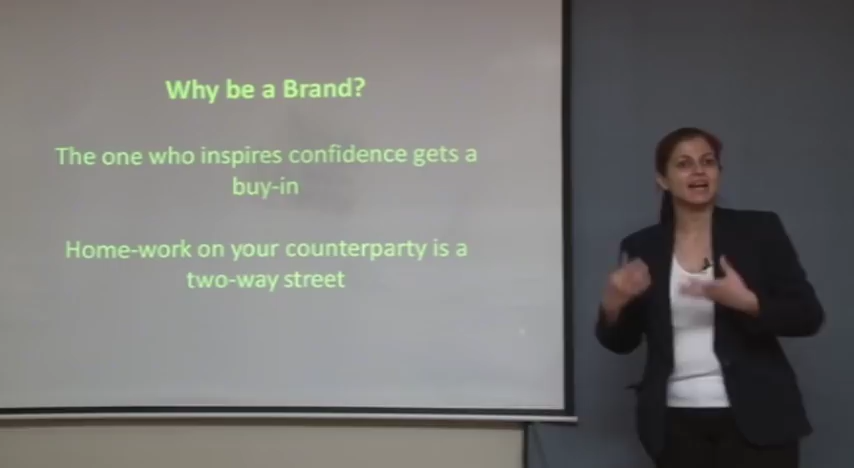 Why be a Brand?
The one who inspires confidence gets a
buy-in
Home-work on your counterparty is a
two-way street